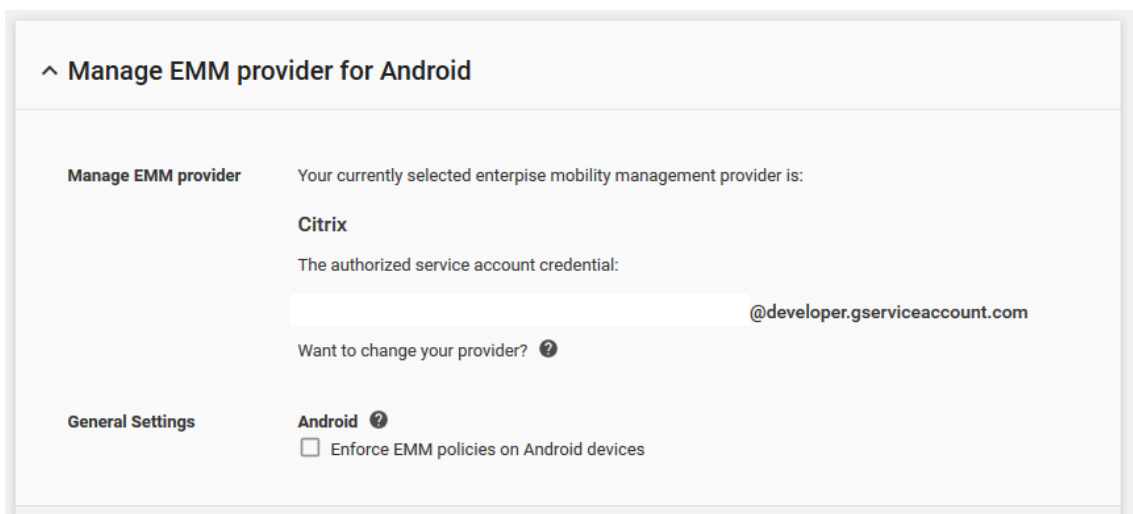 Manage EMM provider for Android
Manage EMM provider
Your currently selected enterpise mobility management provider is:
Citrix
The authorized service account credential:
@developer.gserviceaccount.com
Want to change your provider?
General Settings
Android
Enforce EMM policies on Android devices